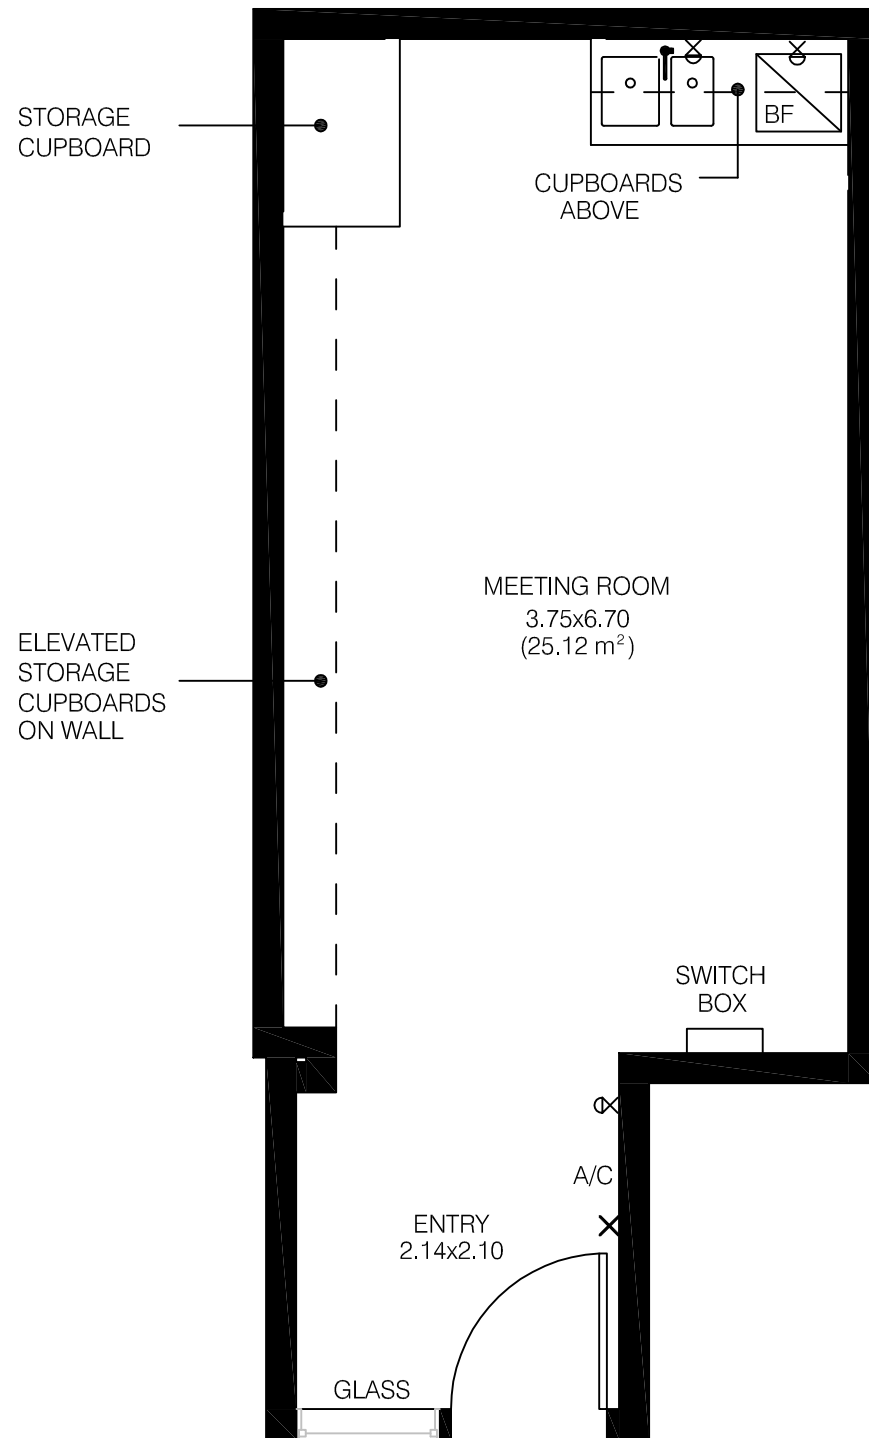 STORAGE
CUPBOARD
BF
CUPBOARDS
ABOVE
MEETING ROOM
3.75x6.70
(25.12 m²)
ELEVATED
STORAGE
CUPBOARDS
ON WALL
SWITCH
BOX
A/C
ENTRY
2.14x2.10
GLASS